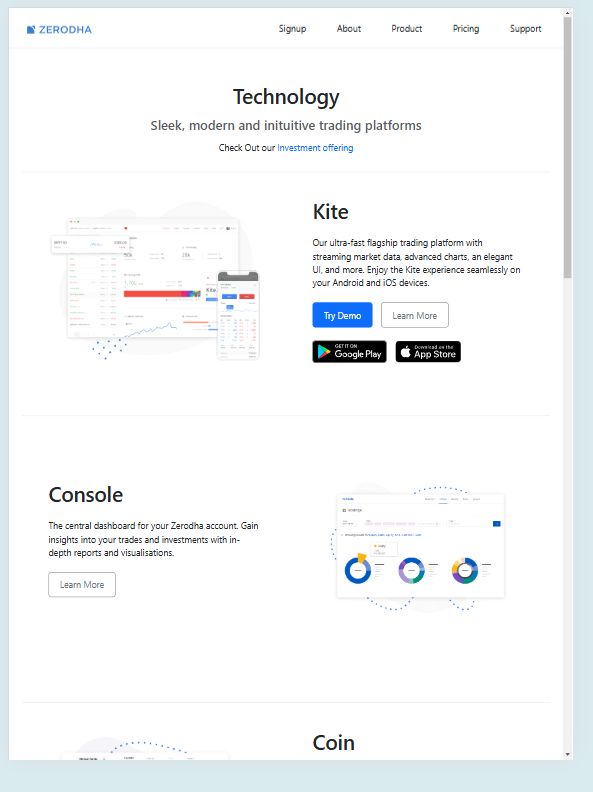 ZERODHA
Signup About Product Pricing Support
Technology
Sleek, modern and inituitive trading platforms
Check Out our Investment offering
Kite
Our ultra-fast flagship trading platform with
streaming market data, advanced charts, an elegant
UI, and more. Enjoy the Kite experience seamlessly on
your Android and iOS devices.
Try Demo Learn More
GET IT ON
Google Play
Download on the
App Store
Console
The central dashboard for your Zerodha account. Gain
insights into your trades and investments with in-
depth reports and visualisations.
Learn More
Coin